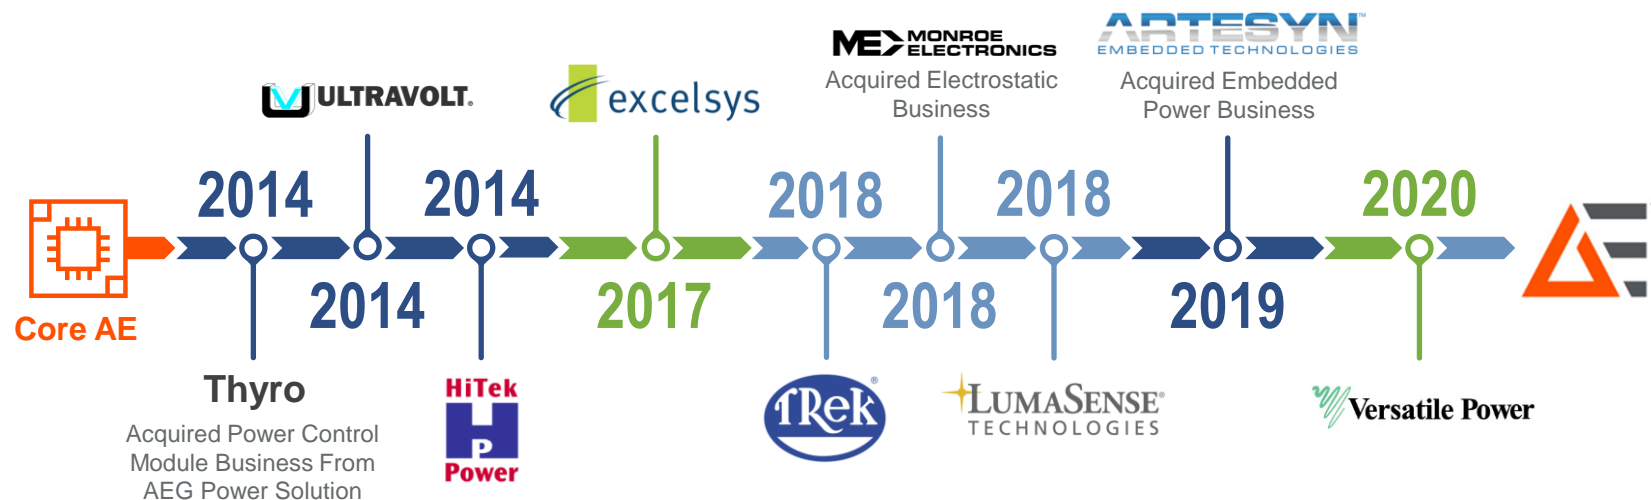 MONROE
ELECTRONICS
ARTESYN™
EMBEDDED TECHNOLOGIES
Acquired Electrostatic
Business
Acquired Embedded
Power Business
ULTRAVOLT®
excelsys
2014
2014
2018
2018
2020
2014
2017
2018
2019
Core AE
Thyro
Acquired Power Control
Module Business From
AEG Power Solution
HiTek
H
P
Power
TRek®
LUMASENSE®
TECHNOLOGIES
Versatile Power